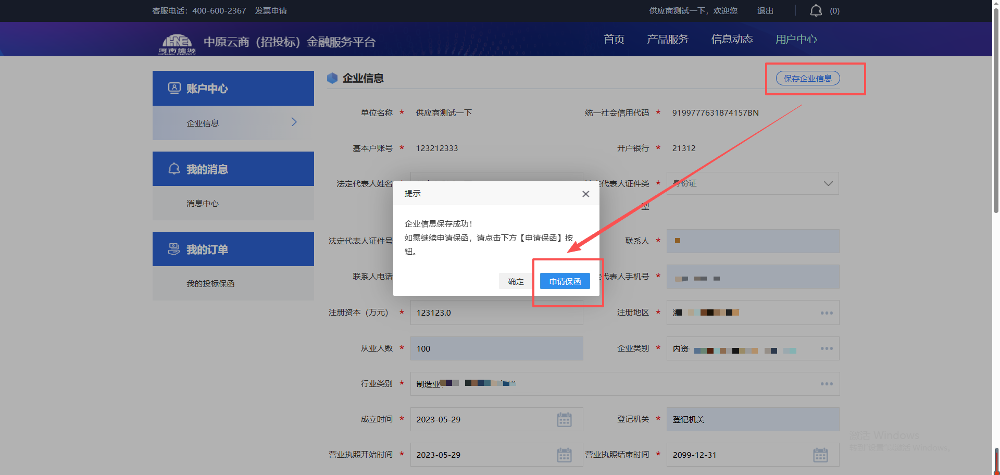 客服电话：400-600-2367 发票申请 供应商测试一下，欢迎您 退出 (0)
河南能源
HENAN ENERGY
中原云商（招投标）金融服务平台 首页 产品服务 信息动态 用户中心
账户中心
企业信息
我的消息
消息中心
我的订单
我的投标保函
企业信息 保存企业信息
单位名称 * 供应商测试一下 统一社会信用代码 * 9199777631874157BN
基本户账号 * 123212333 开户银行 * 21312
法定代表人姓名 代表人证件类型 * 身份证
法定代表人证件号 联系人 *
联系人电话 代表人手机号 *
注册资本（万元） * 123123.0 注册地区 *
从业人数 * 100 企业类别 * 内资
行业类别 * 制造业
成立时间 * 2023-05-29 登记机关 * 登记机关
营业执照开始时间 * 2023-05-29 营业执照结束时间 * 2099-12-31
提示
企业信息保存成功！
如需继续申请保函，请点击下方【申请保函】按
钮。
确定 申请保函
激活 Windows
转到"设置"以激活 Windows。